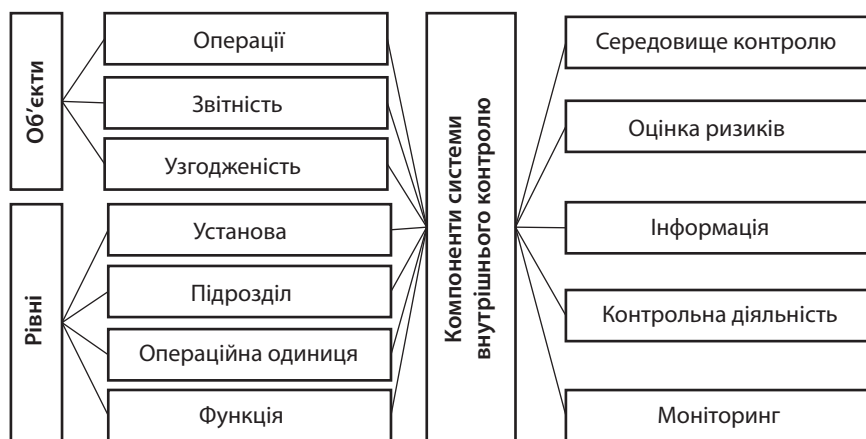 Об'єкти
Операції
Звітність
Узгодженість
Рівні
Установа
Підрозділ
Операційна одиниця
Функція
Компоненти системи
внутрішнього контролю
Середовище контролю
Оцінка ризиків
Інформація
Контрольна діяльність
Моніторинг